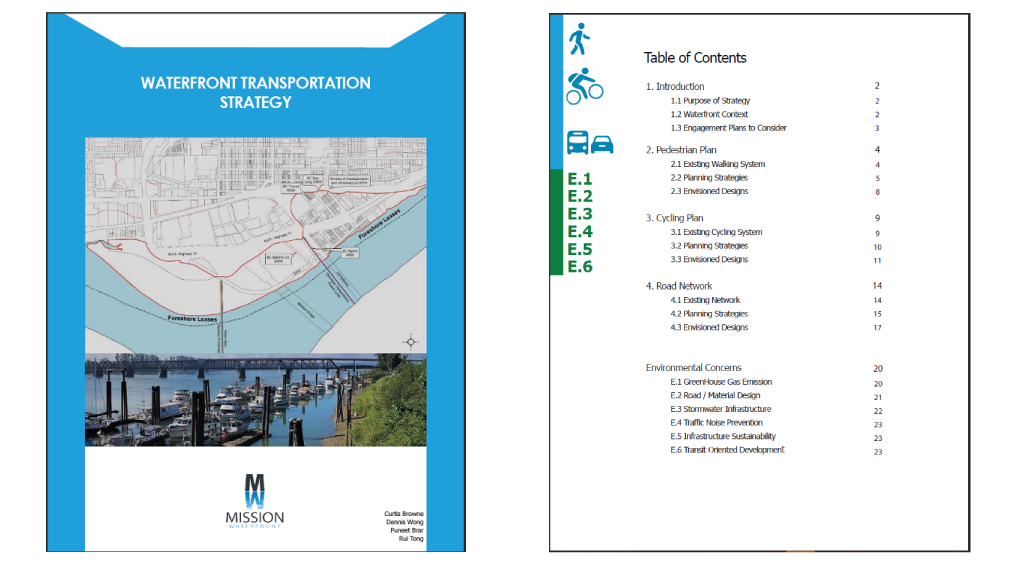 WATERFRONT TRANSPORTATION
STRATEGY
Foreshore Leases
Foreshore Leases
MISSION
WATERFRONT
Curtis Browne
Dennis Wong
Puneet Brar
Rui Tong
E.1
E.2
E.3
E.4
E.5
E.6
Table of Contents
1. Introduction 2
1.1 Purpose of Strategy 2
1.2 Waterfront Context 2
1.3 Engagement Plans to Consider 3
2. Pedestrian Plan 4
2.1 Existing Walking System 4
2.2 Planning Strategies 5
2.3 Envisioned Designs 8
3. Cycling Plan 9
3.1 Existing Cycling System 9
3.2 Planning Strategies 10
3.3 Envisioned Designs 11
4. Road Network 14
4.1 Existing Network 14
4.2 Planning Strategies 15
4.3 Envisioned Designs 17
Environmental Concerns 20
E.1 GreenHouse Gas Emission 20
E.2 Road / Material Design 21
E.3 Stormwater Infrastructure 22
E.4 Traffic Noise Prevention 23
E.5 Infrastructure Sustainability 23
E.6 Transit Oriented Development 23